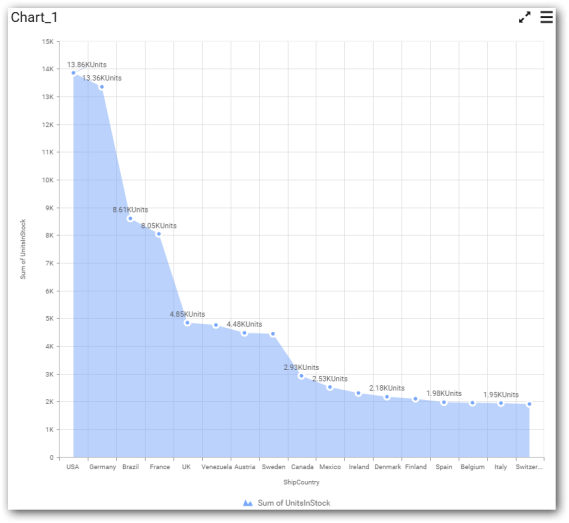 Chart_1
15K
14K
13K
12K
11K
10K
9K
8K
7K
6K
5K
4K
3K
2K
1K
0
Sum of UnitsInStock
13.86KUnits
13.36KUnits
8.61KUnits
8.05KUnits
4.85KUnits
4.48KUnits
2.93KUnits
2.53KUnits
2.18KUnits
1.98KUnits
1.95KUnits
USA Germany Brazil France UK Venezuela Austria Sweden Canada Mexico Ireland Denmark Finland Spain Belgium Italy Switzer...
ShipCountry
Sum of UnitsInStock